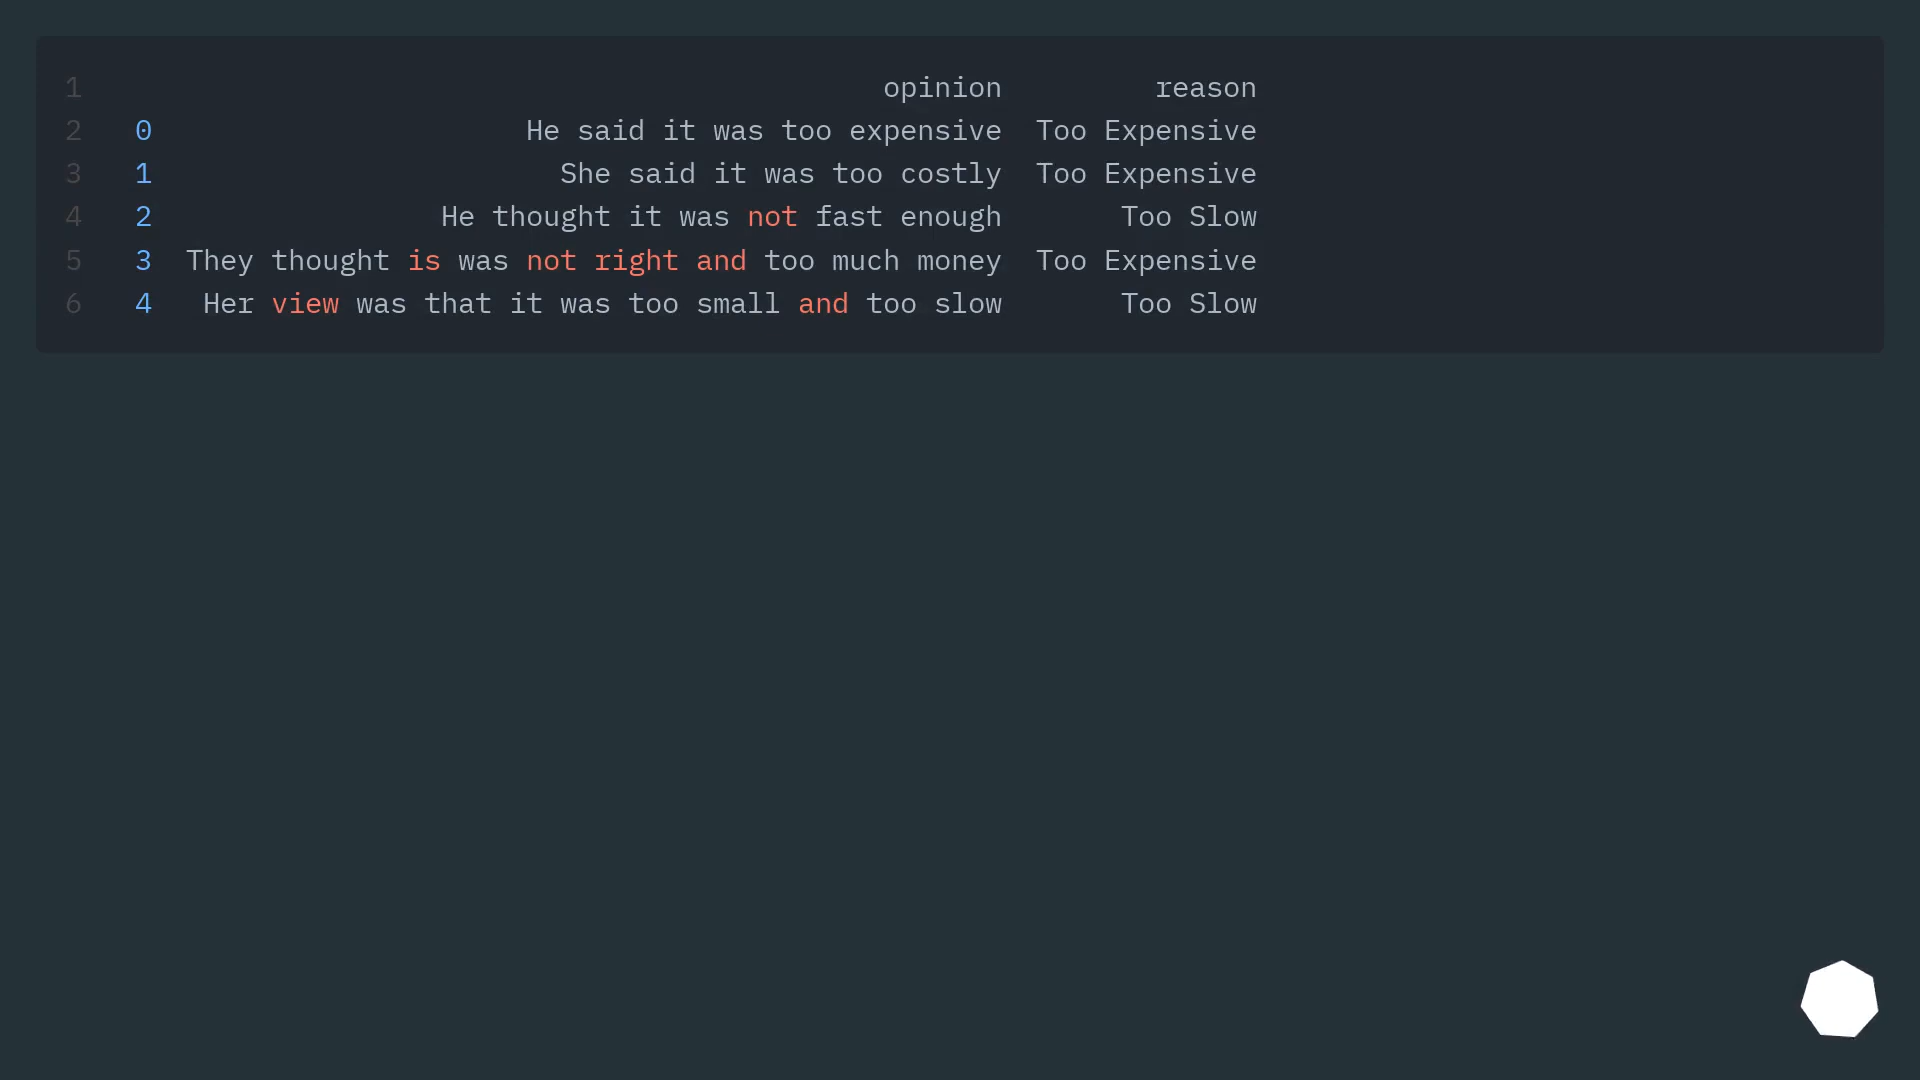 1 opinion reason
2 0 He said it was too expensive Too Expensive
3 1 She said it was too costly Too Expensive
4 2 He thought it was not fast enough Too Slow
5 3 They thought is was not right and too much money Too Expensive
6 4 Her view was that it was too small and too slow Too Slow